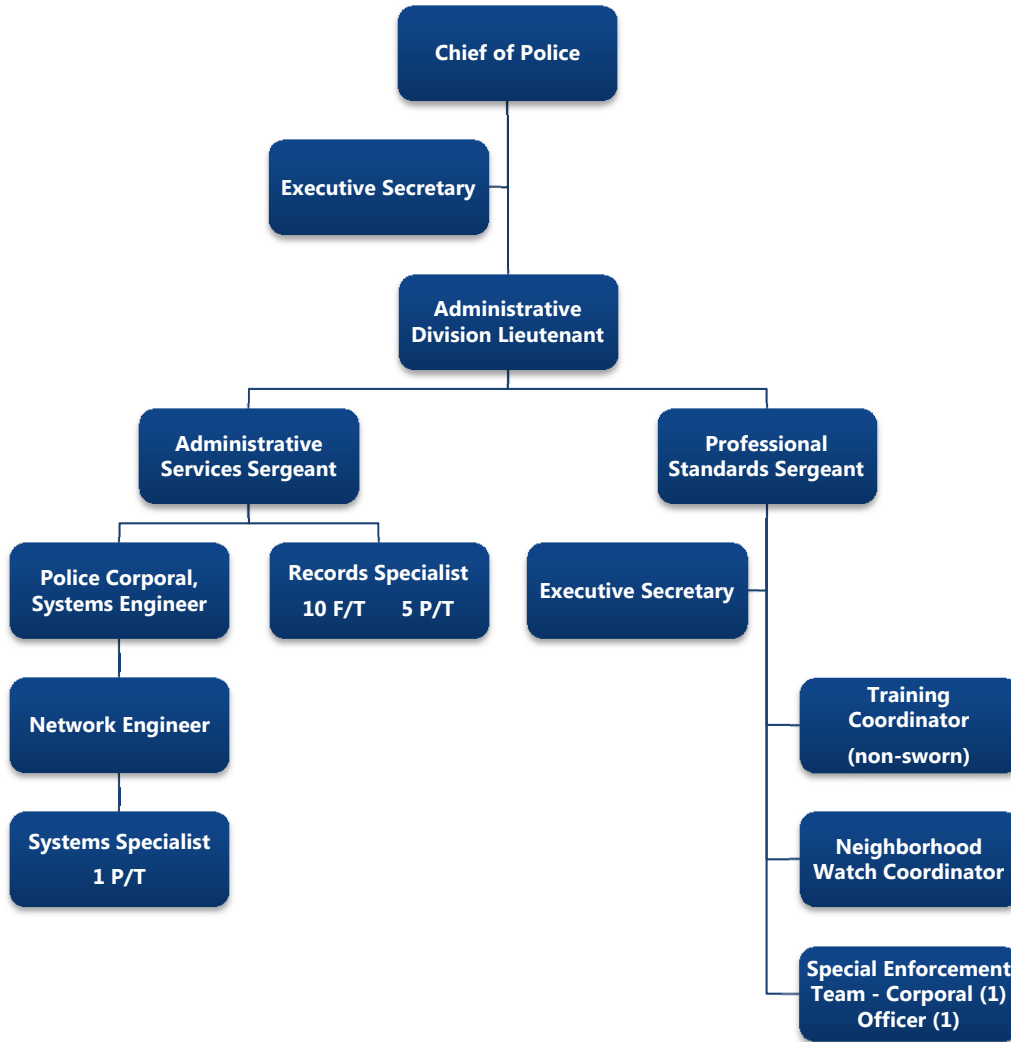 Chief of Police
Executive Secretary
Administrative
Division Lieutenant
Administrative
Services Sergeant
Professional
Standards Sergeant
Police Corporal,
Systems Engineer
Records Specialist
10 F/T 5 P/T
Executive Secretary
Network Engineer
Training
Coordinator
(non-sworn)
Systems Specialist
1 P/T
Neighborhood
Watch Coordinator
Special Enforcement
Team - Corporal (1)
Officer (1)